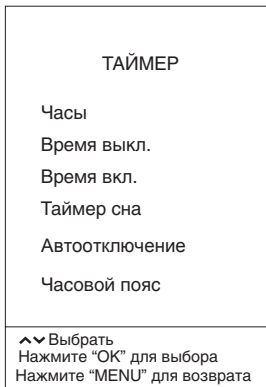 ТАЙМЕР
Часы
Время выкл.
Время вкл.
Таймер сна
Автоотключение
Часовой пояс
Выбрать
Нажмите “OK” для выбора
Нажмите “MENU” для возврата